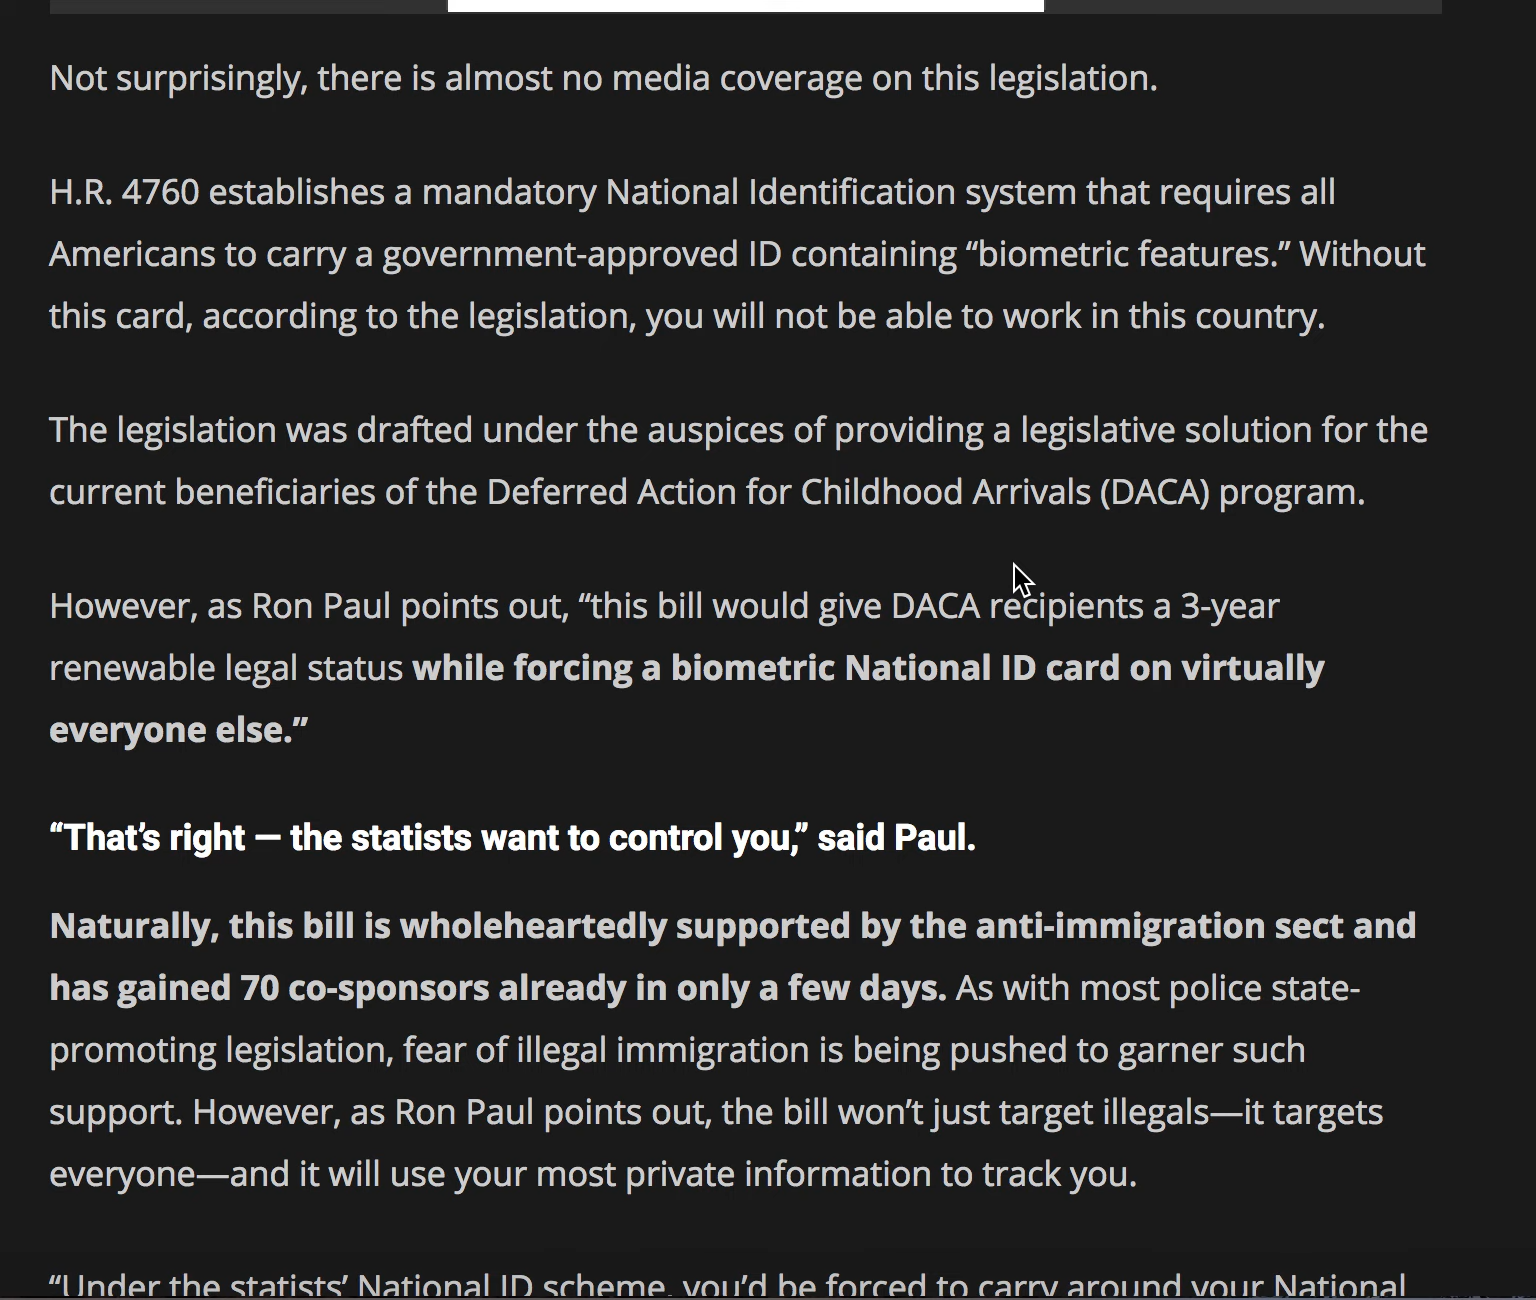 Not surprisingly, there is almost no media coverage on this legislation.
H.R. 4760 establishes a mandatory National Identification system that requires all
Americans to carry a government-approved ID containing “biometric features.” Without
this card, according to the legislation, you will not be able to work in this country.
The legislation was drafted under the auspices of providing a legislative solution for the
current beneficiaries of the Deferred Action for Childhood Arrivals (DACA) program.
However, as Ron Paul points out, “this bill would give DACA recipients a 3-year
renewable legal status while forcing a biometric National ID card on virtually
everyone else.”
“That’s right — the statists want to control you,” said Paul.
Naturally, this bill is wholeheartedly supported by the anti-immigration sect and
has gained 70 co-sponsors already in only a few days. As with most police state-
promoting legislation, fear of illegal immigration is being pushed to garner such
support. However, as Ron Paul points out, the bill won’t just target illegals—it targets
everyone—and it will use your most private information to track you.
“Under the statists’ National ID scheme, you’d be forced to carry around your National